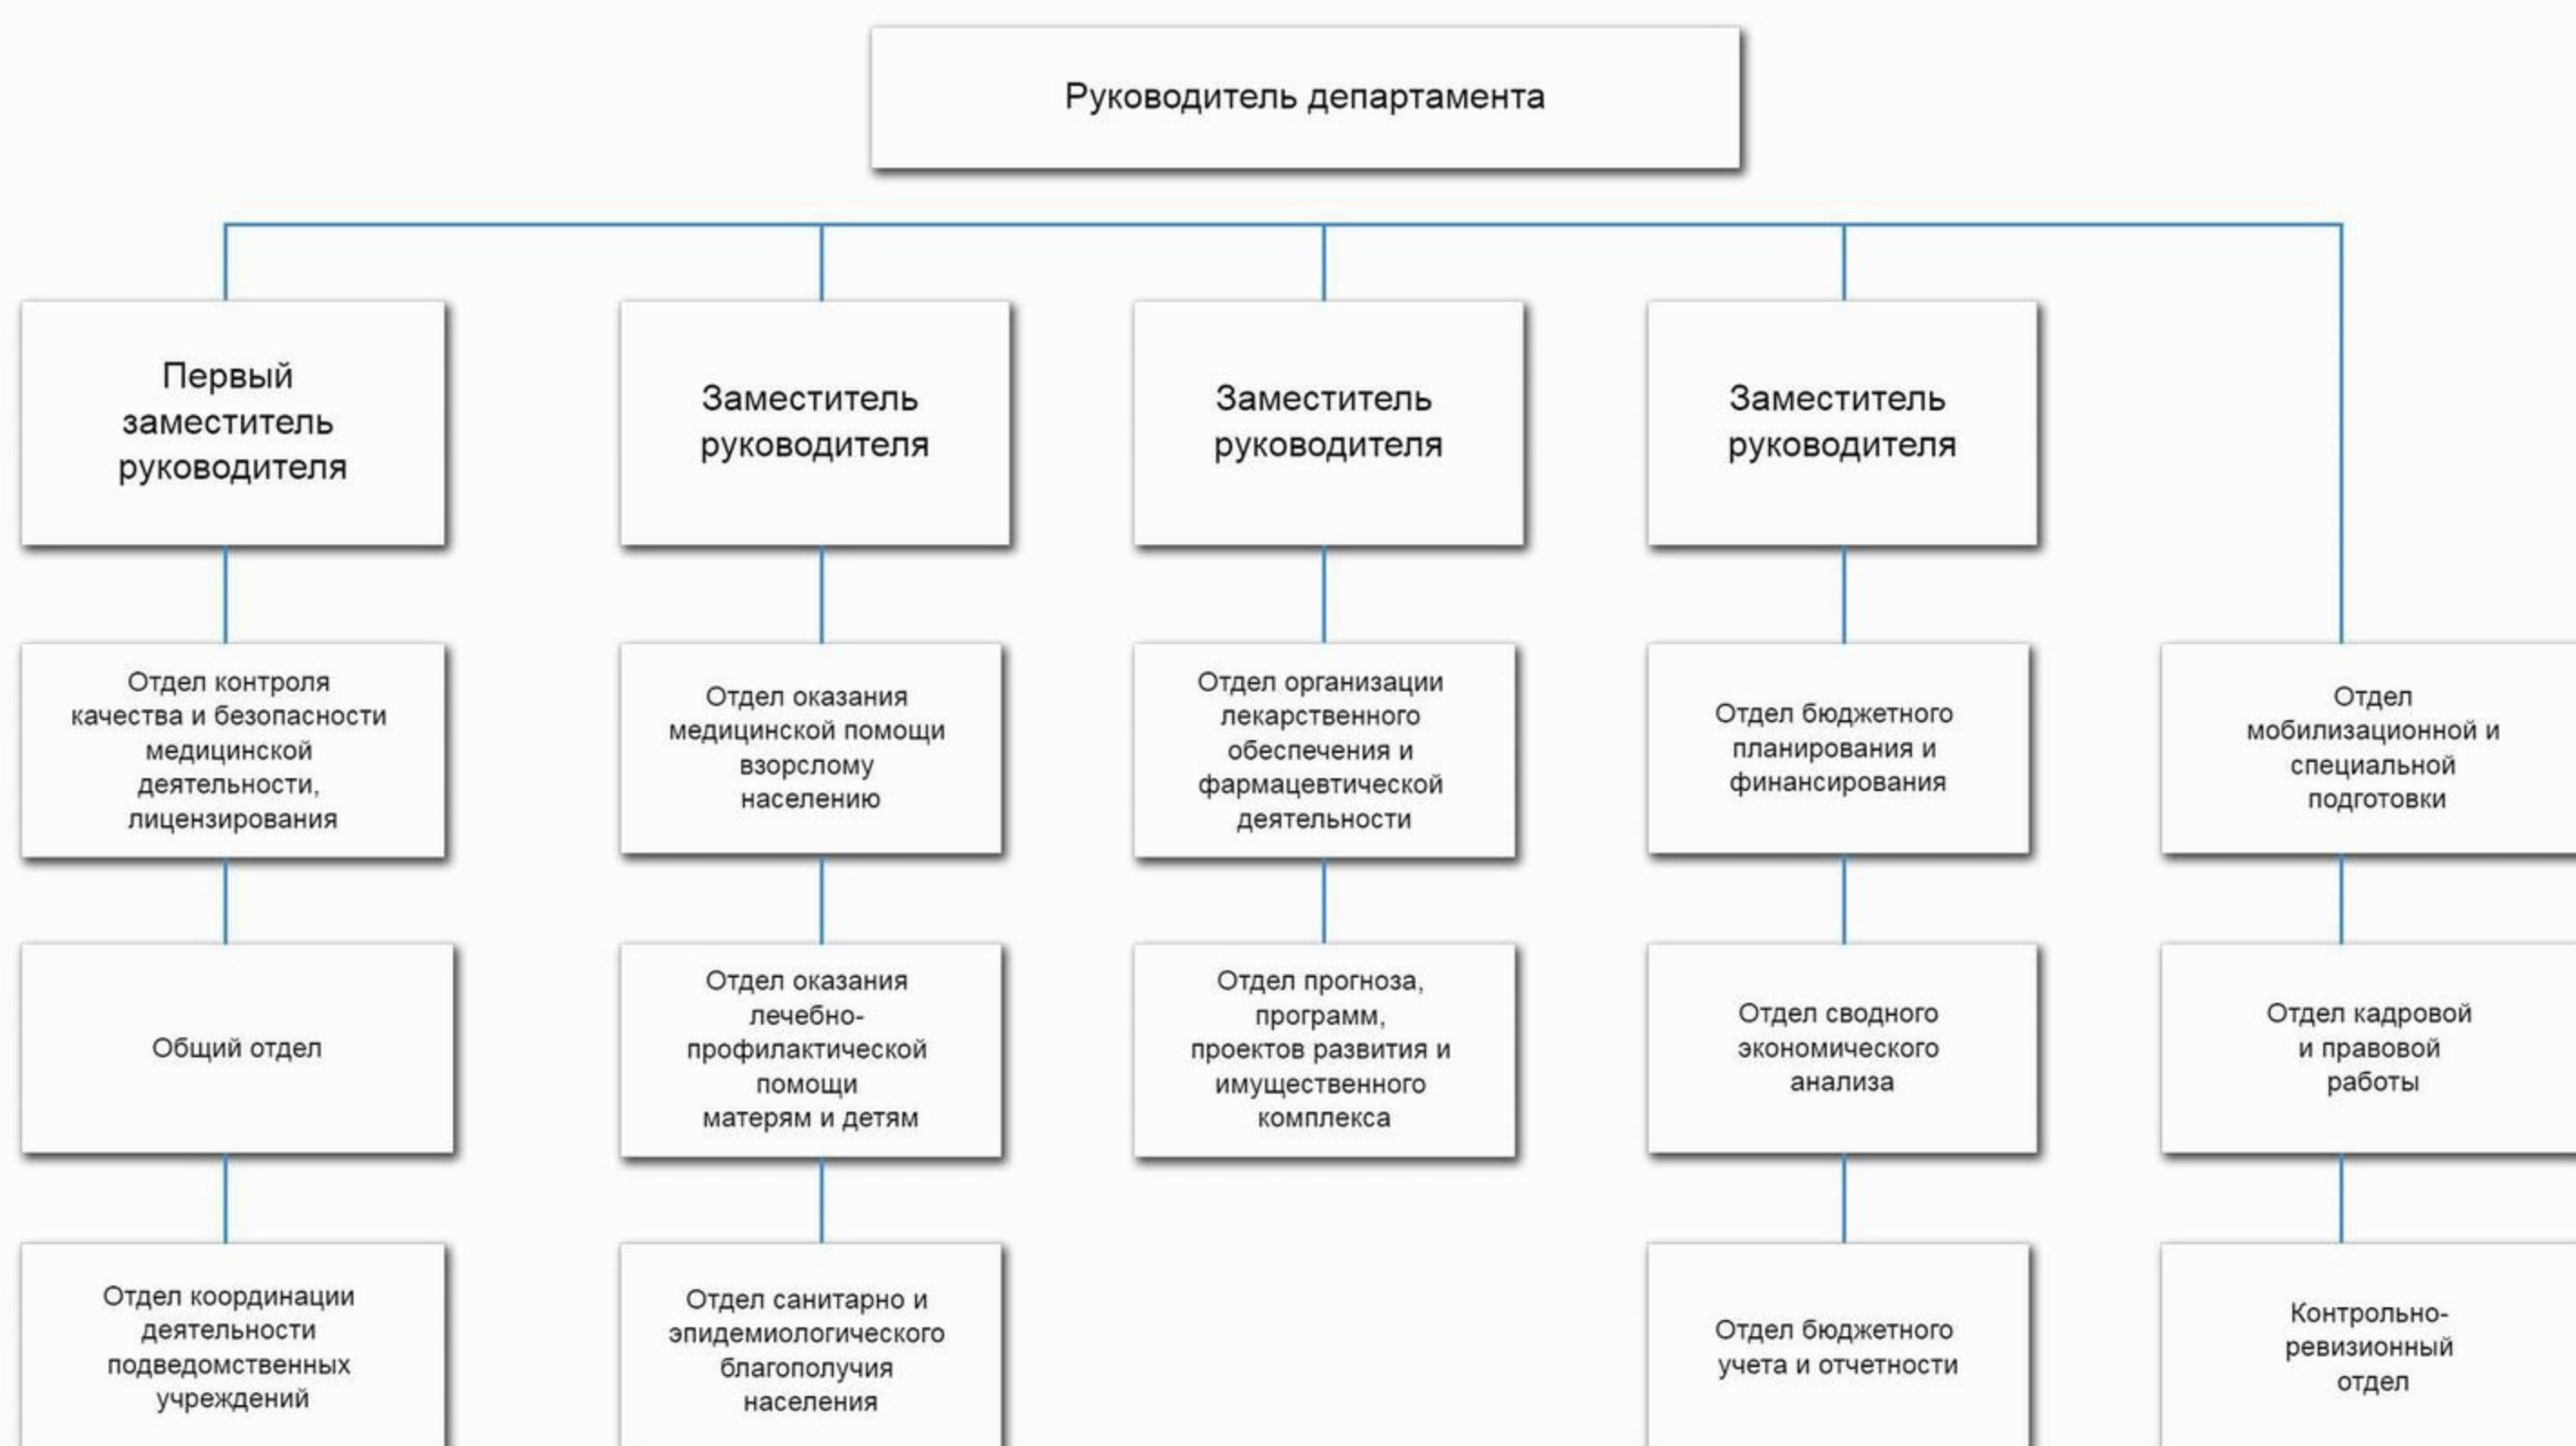 Руководитель департамента
Первый
заместитель
руководителя
Заместитель
руководителя
Заместитель
руководителя
Заместитель
руководителя
Отдел контроля
качества и безопасности
медицинской
деятельности,
лицензирования
Отдел оказания
медицинской помощи
взорслому
населению
Отдел организации
лекарственного
обеспечения и
фармацевтической
деятельности
Отдел бюджетного
планирования и
финансирования
Отдел
мобилизационной и
специальной
подготовки
Общий отдел
Отдел оказания
лечебно-
профилактической
помощи
матерям и детям
Отдел прогноза,
программ,
проектов развития и
имущественного
комплекса
Отдел сводного
экономического
анализа
Отдел кадровой
и правовой
работы
Отдел координации
деятельности
подведомственных
учреждений
Отдел санитарно и
эпидемиологического
благополучия
населения
Отдел бюджетного
учета и отчетности
Контрольно-
ревизионный
отдел